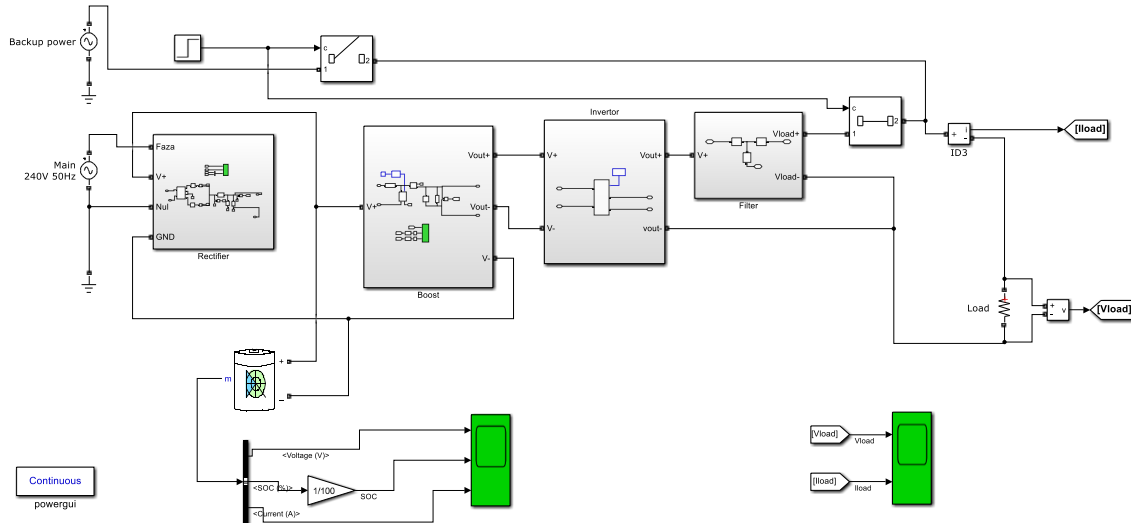 Backup power
c
1
2
Invertor
c
1
2
+
i
-
ID3
[Iload]
Main
240V 50Hz
Faza
V+
Nul
GND
Rectifier
V+
Vout+
Vout-
V-
Boost
V+
V-
Vout+
vout-
V+
Vload+
Vload-
Filter
Load
+
-
v
[Vload]
m
+
_
<Voltage (V)>
<SOC (%)>
1/100
SOC
<Current (A)>
[Vload]
Vload
[Iload]
Iload
Continuous
powergui